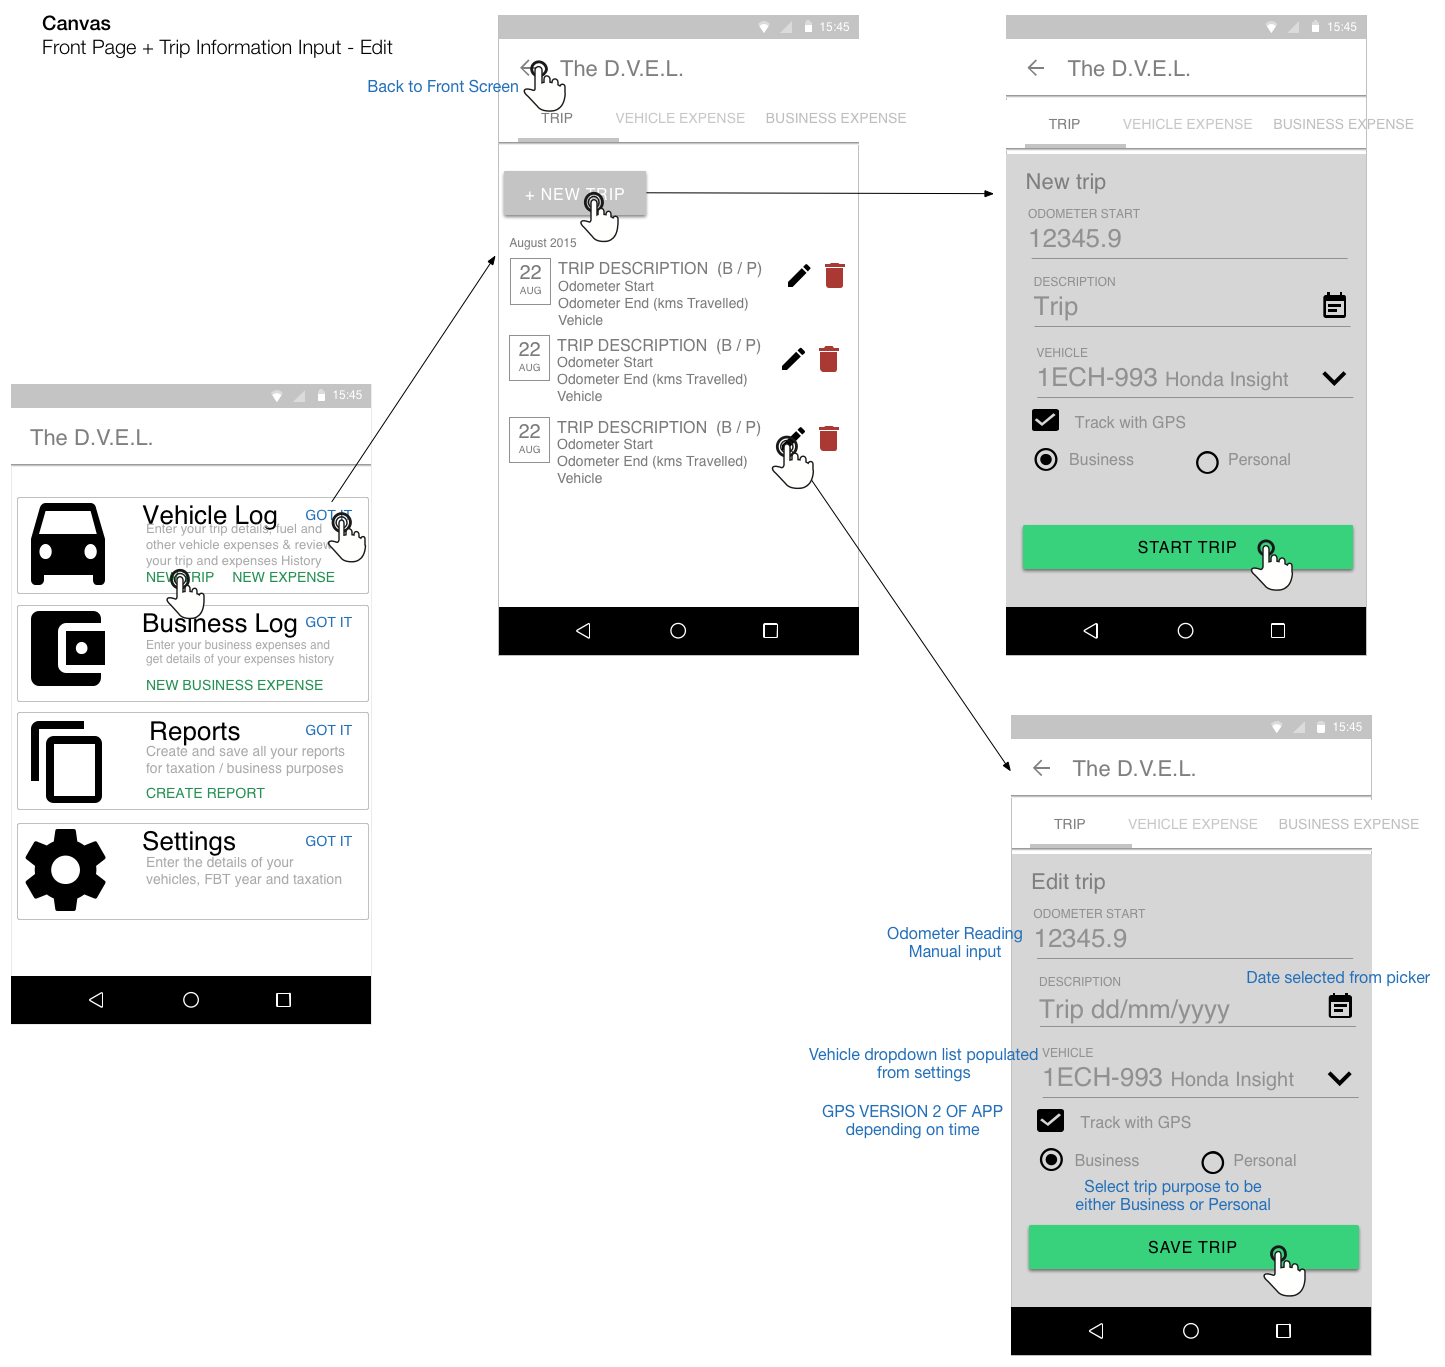 Canvas
Front Page + Trip Information Input - Edit
15:45
The D.V.E.L.
Vehicle Log
GOT IT
Enter your trip details, fuel and
other vehicle expenses & review
your trip and expenses History
NEW TRIP
NEW EXPENSE
Business Log
GOT IT
Enter your business expenses and
get details of your expenses history
NEW BUSINESS EXPENSE
Reports
GOT IT
Create and save all your reports
for taxation / business purposes
CREATE REPORT
Settings
GOT IT
Enter the details of your
vehicles, FBT year and taxation
15:45
The D.V.E.L.
Back to Front Screen
TRIP
VEHICLE EXPENSE
BUSINESS EXPENSE
+ NEW TRIP
August 2015
22
AUG
TRIP DESCRIPTION (B / P)
Odometer Start
Odometer End (kms Travelled)
Vehicle
22
AUG
TRIP DESCRIPTION (B / P)
Odometer Start
Odometer End (kms Travelled)
Vehicle
22
AUG
TRIP DESCRIPTION (B / P)
Odometer Start
Odometer End (kms Travelled)
Vehicle
15:45
The D.V.E.L.
TRIP
VEHICLE EXPENSE
BUSINESS EXPENSE
New trip
ODOMETER START
12345.9
DESCRIPTION
Trip
VEHICLE
1ECH-993 Honda Insight
Track with GPS
Business
Personal
START TRIP
15:45
The D.V.E.L.
TRIP
VEHICLE EXPENSE
BUSINESS EXPENSE
Edit trip
ODOMETER START
12345.9
Odometer Reading
Manual input
DESCRIPTION
Date selected from picker
Trip dd/mm/yyyy
VEHICLE
1ECH-993 Honda Insight
Vehicle dropdown list populated
from settings
GPS VERSION 2 OF APP
depending on time
Track with GPS
Business
Personal
Select trip purpose to be
either Business or Personal
SAVE TRIP